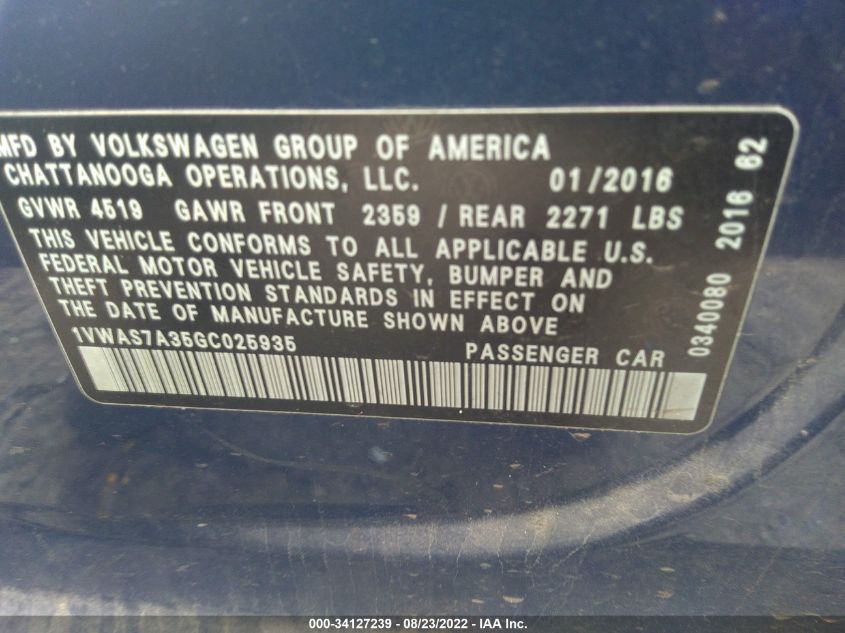 MFD BY VOLKSWAGEN GROUP OF AMERICA
CHATTANOOGA OPERATIONS, LLC. 01/2016
GVWR 4519 GAWR FRONT 2359 / REAR 2271 LBS
THIS VEHICLE CONFORMS TO ALL APPLICABLE U.S.
FEDERAL MOTOR VEHICLE SAFETY, BUMPER AND
THEFT PREVENTION STANDARDS IN EFFECT ON
THE DATE OF MANUFACTURE SHOWN ABOVE
1VWAS7A35GC025935 PASSENGER CAR
0340080 2016 62
000-34127239 - 08/23/2022 - IAA Inc.